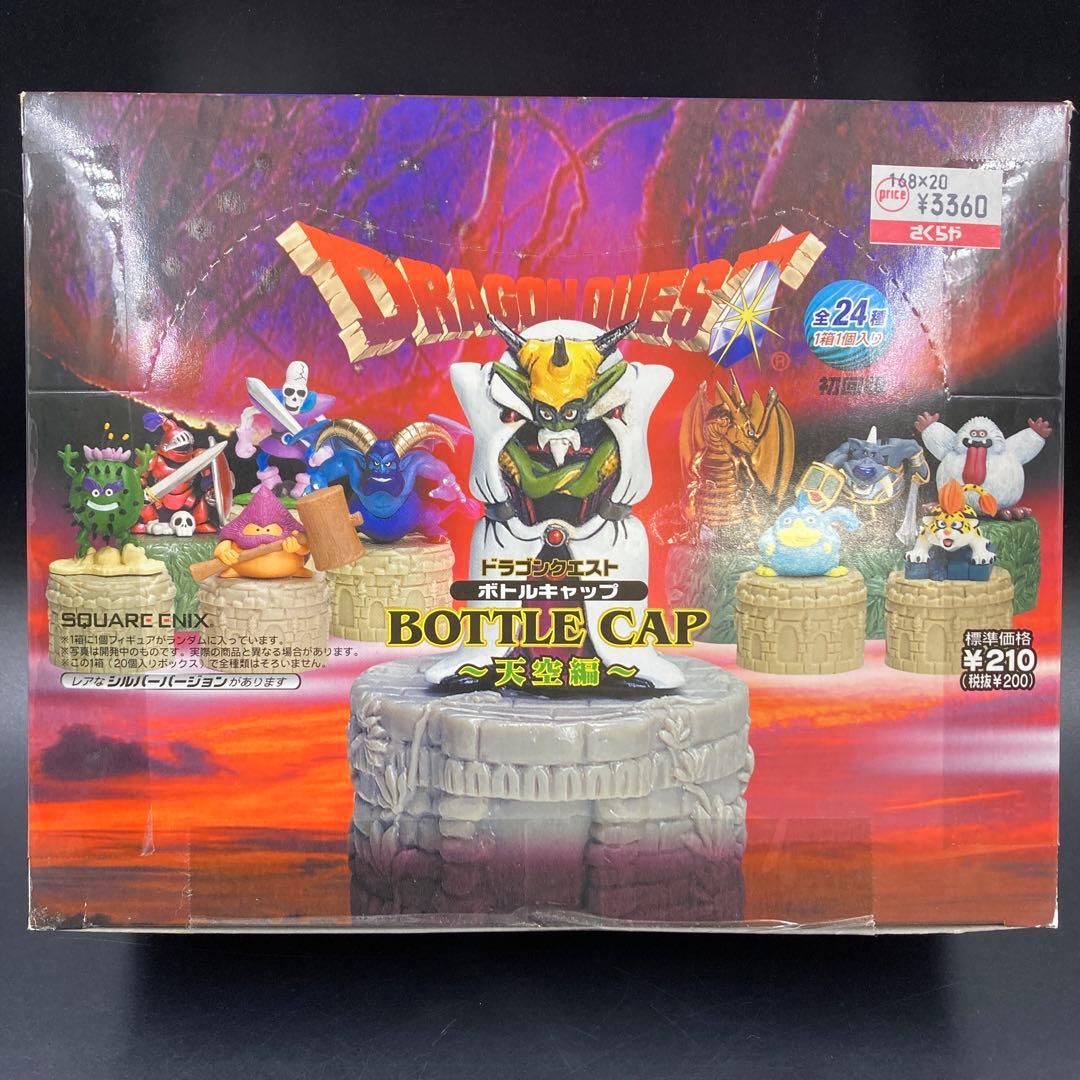 168×20
price ¥3360
さくらや
DRAGON QUEST
®
全24種
1箱1個入り
ドラゴンクエスト
ボトルキャップ
BOTTLE CAP
～天空編～
SQUARE ENIX®
※1箱に1個フィギュアがランダムに入っています。
※写真は開発中のものです。実際の商品と異なる場合があります。
※この1箱（20個入りボックス）で全種類はそろいません。
レアなシルバーバージョンがあります
標準価格
¥210
(税抜¥200)